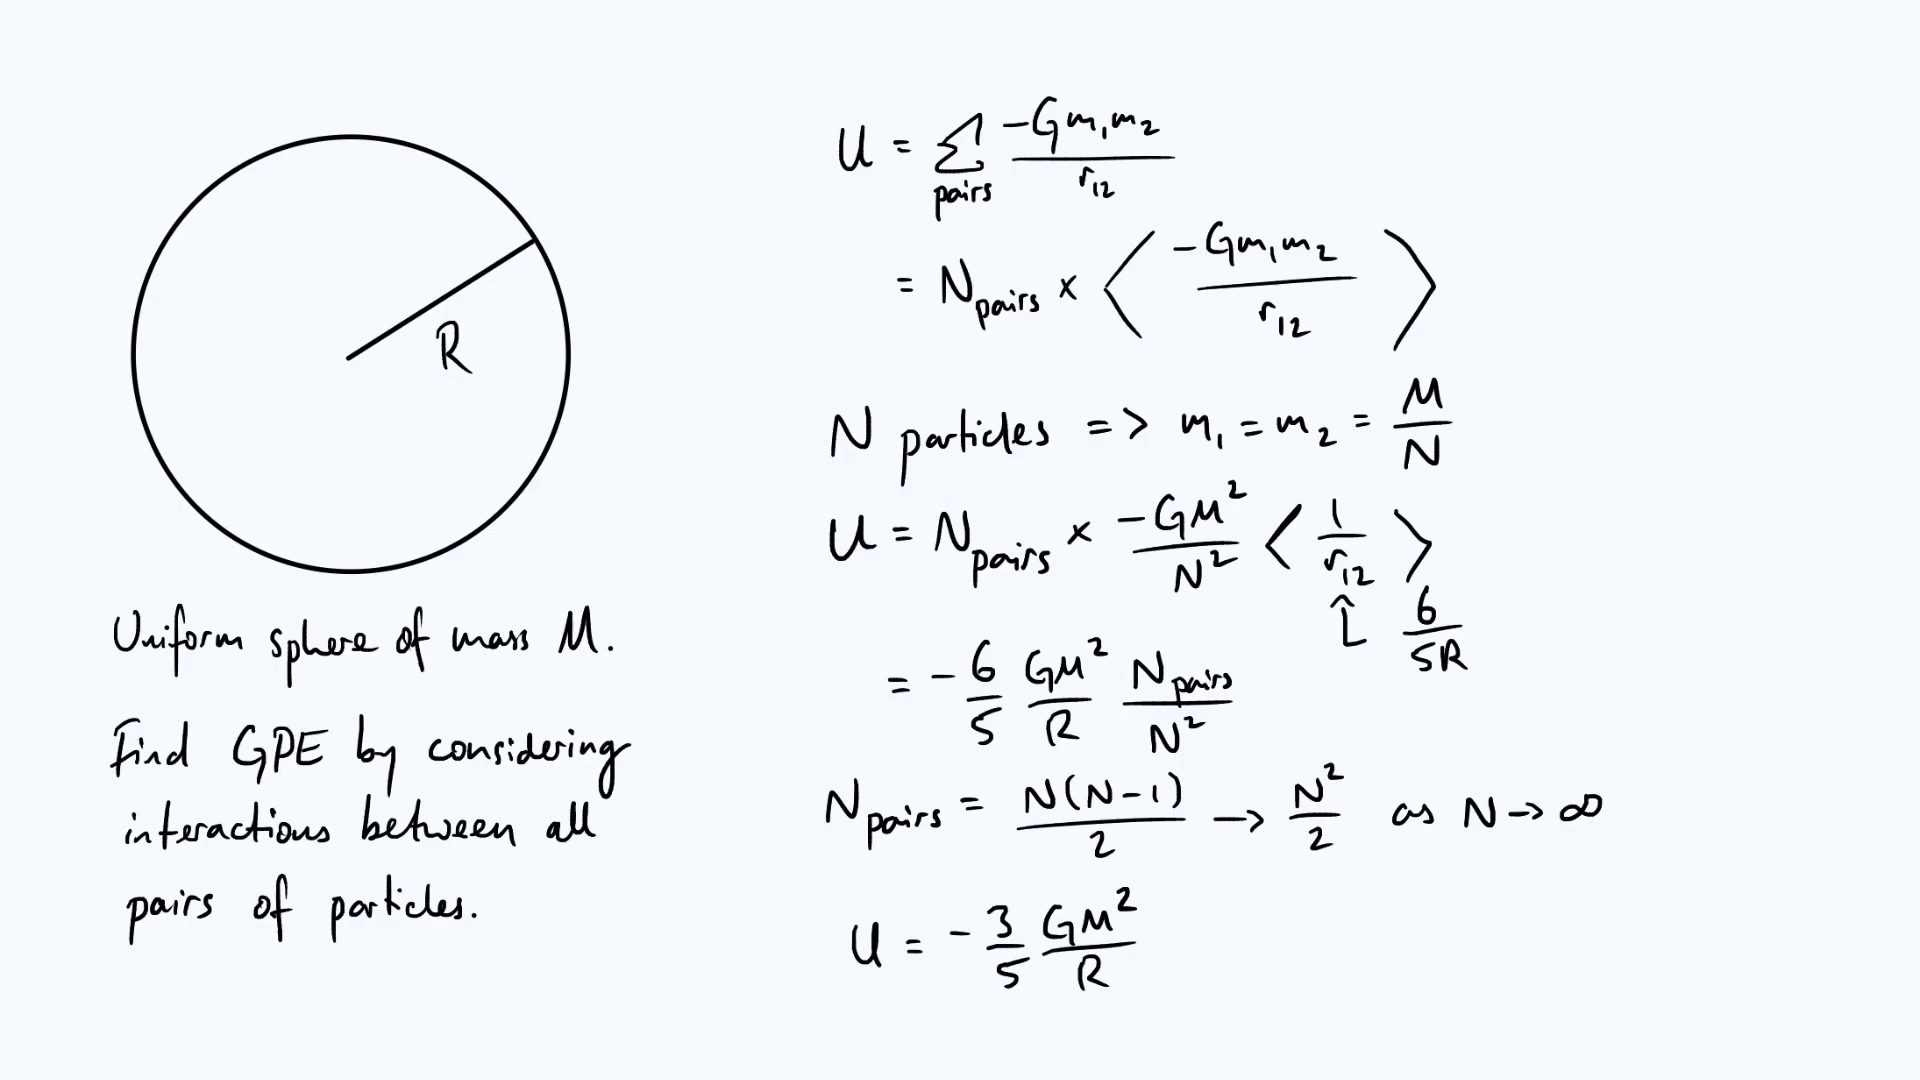 R
Uniform sphere of mass M.
Find GPE by considering
interactions between all
pairs of particles.
U = ∑_pairs -Gm₁m₂ / r₁₂
= N_pairs × ⟨ -Gm₁m₂ / r₁₂ ⟩
N particles => m₁ = m₂ = M/N
U = N_pairs × -GM²/N² ⟨ 1/r₁₂ ⟩
↑ 6/5R
= - 6/5 GM²/R N_pairs/N²
N_pairs = N(N-1)/2 → N²/2 as N → ∞
U = - 3/5 GM²/R